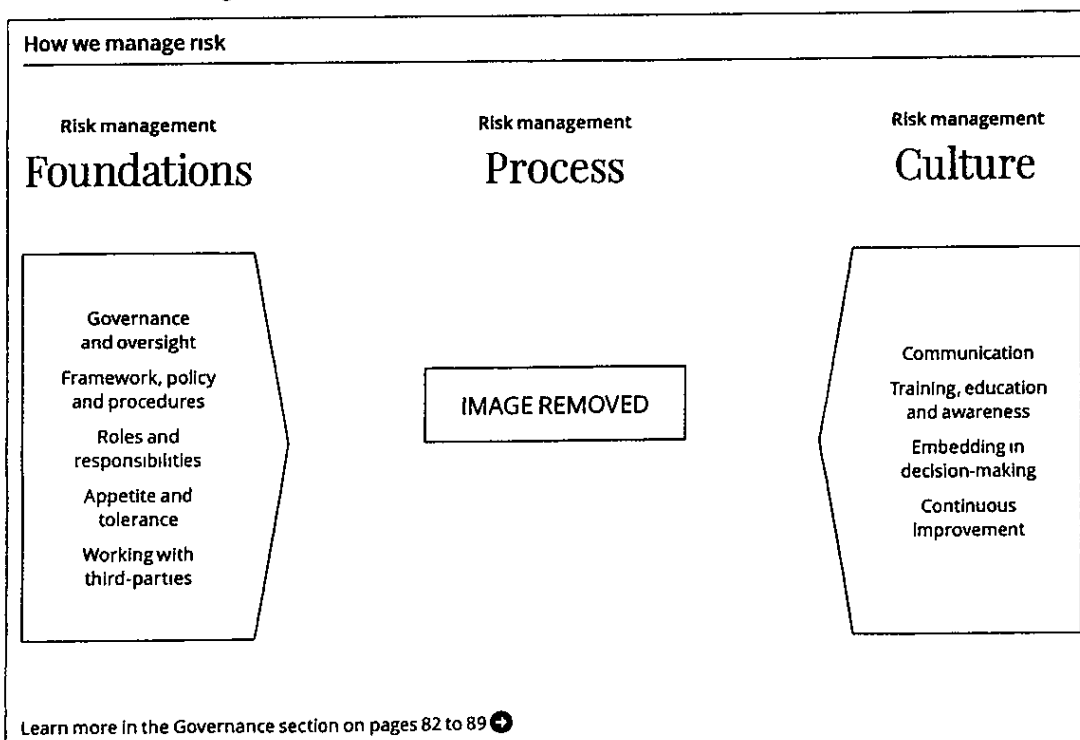 How we manage risk
Risk management
Foundations
Governance
and oversight
Framework, policy
and procedures
Roles and
responsibilities
Appetite and
tolerance
Working with
third-parties
Risk management
Process
IMAGE REMOVED
Risk management
Culture
Communication
Training, education
and awareness
Embedding in
decision-making
Continuous
Improvement
Learn more in the Governance section on pages 82 to 89